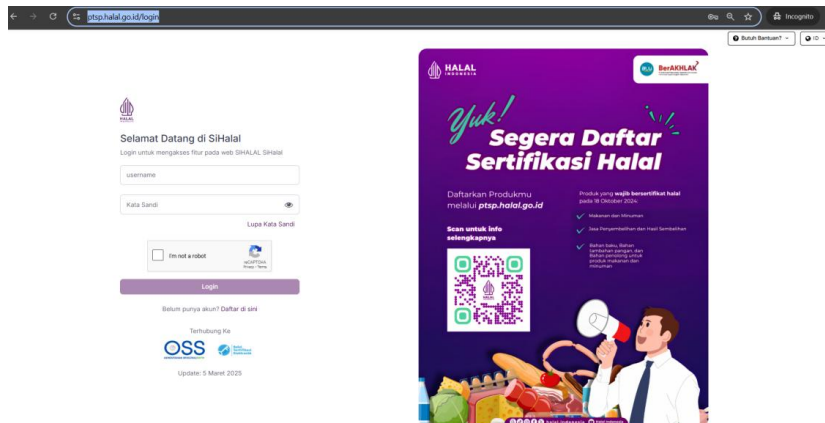 ptsp.halal.go.id/login
Incognito
Butuh Bantuan?
ID
HALAL
Selamat Datang di SiHalal
Login untuk mengakses fitur pada web SIHALAL SiHalal
username
Kata Sandi
Lupa Kata Sandi
I'm not a robot
reCAPTCHA
Privacy - Terms
Login
Belum punya akun? Daftar di sini
Terhubung Ke
OSS
Update: 5 Maret 2025
HALAL
INDONESIA
BerAKHLAK
Yuk!
Segera Daftar
Sertifikasi Halal
Daftarkan Produkmu
melalui ptsp.halal.go.id
Scan untuk info
selengkapnya
Produk yang wajib bersertifikat halal
pada 18 Oktober 2024:
Makanan dan Minuman
Jasa Penyembelihan dan Hasil Sembelihan
Bahan baku, Bahan
tambahan pangan, dan
Bahan penolong untuk
produk makanan dan
minuman
halal.indonesia